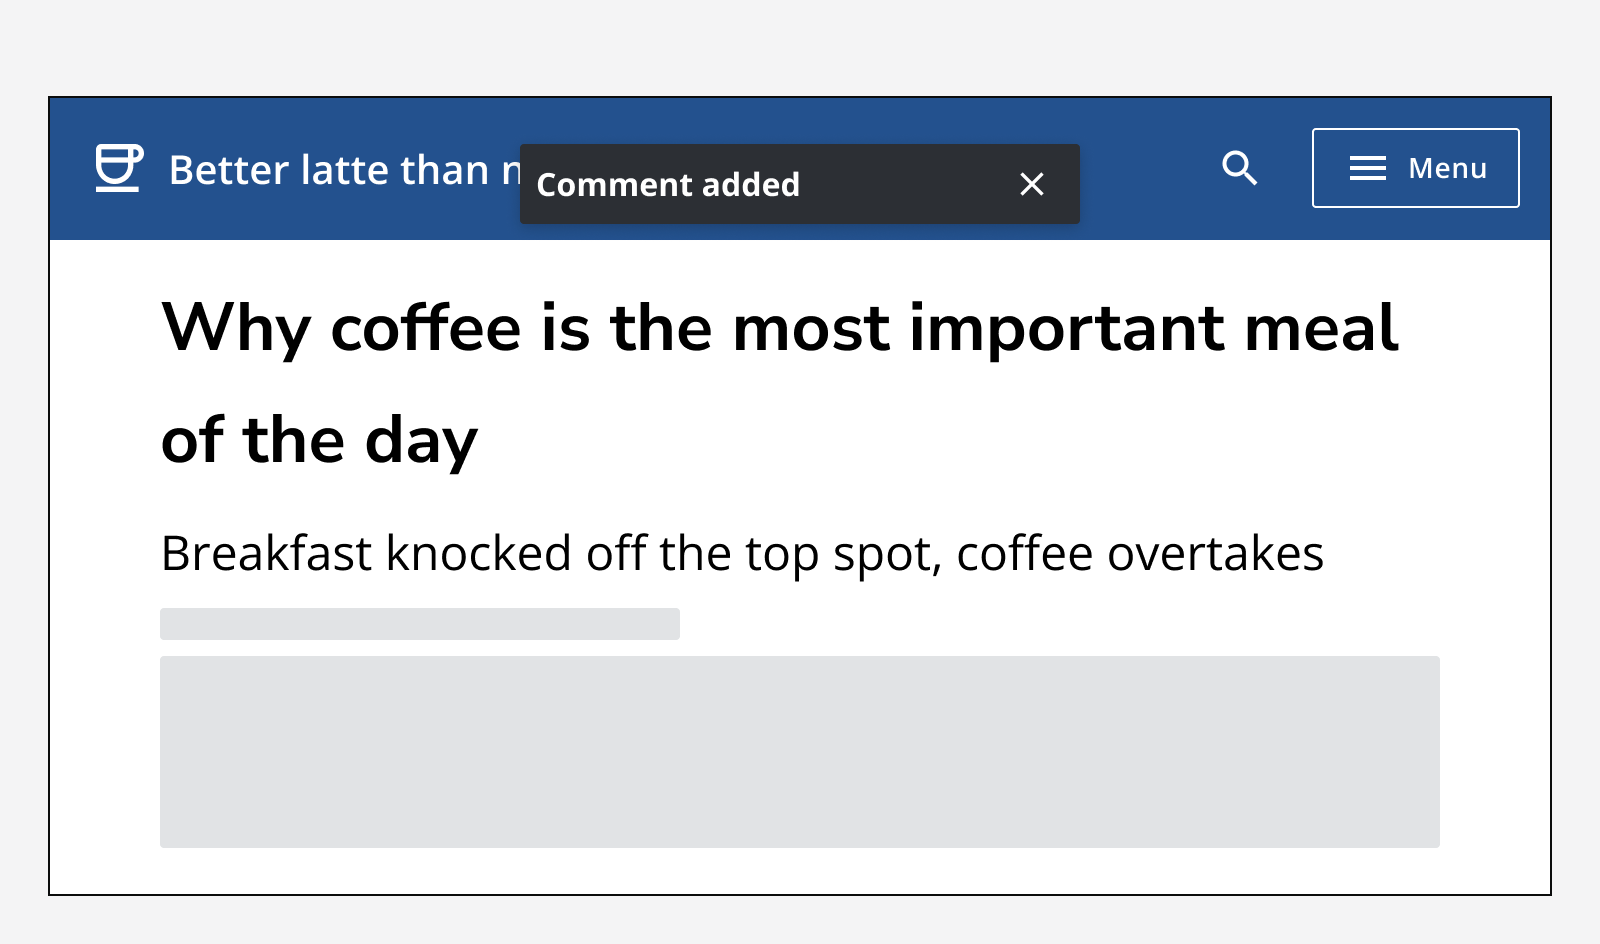 Better latte than
Comment added
Menu
Why coffee is the most important meal
of the day
Breakfast knocked off the top spot, coffee overtakes